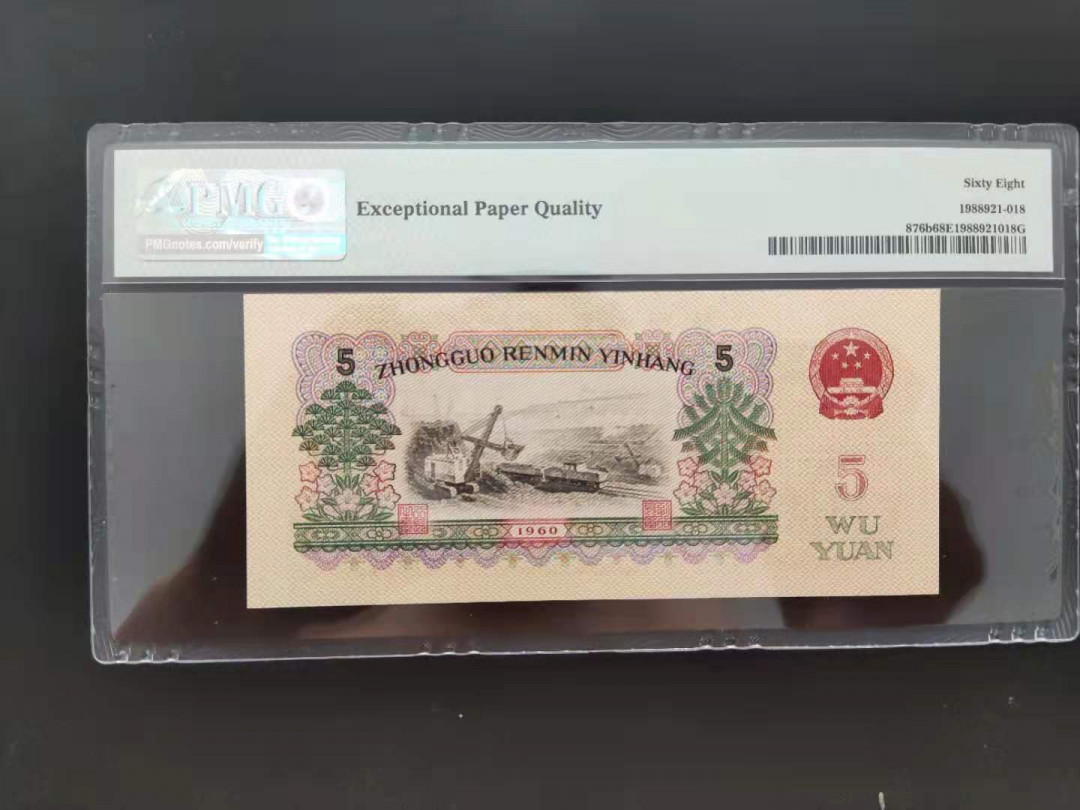 PMG
PMGnotes.com/verify
Exceptional Paper Quality
Sixty Eight
1988921-018
876b68E1988921018G
5 ZHONGGUO RENMIN YINHANG 5
1960
5
WU
YUAN